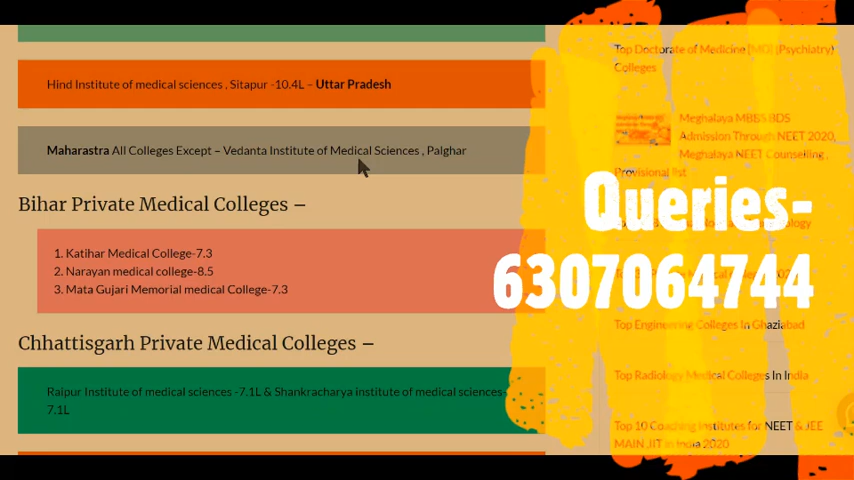 Hind Institute of medical sciences , Sitapur -10.4L – Uttar Pradesh
Maharastra All Colleges Except – Vedanta Institute of Medical Sciences , Palghar
Bihar Private Medical Colleges –
1. Katihar Medical College-7.3
2. Narayan medical college-8.5
3. Mata Gujari Memorial medical College-7.3
Chhattisgarh Private Medical Colleges –
Raipur Institute of medical sciences -7.1L & Shankracharya institute of medical sciences-
7.1L
Top Doctorate of Medicine [MD] (Psychiatry)
Colleges
Meghalaya MBBS BDS
Admission Through NEET 2020,
Meghalaya NEET Counselling ,
Provisional list
Queries-
6307064744
Top Engineering Colleges In Ghaziabad
Top Radiology Medical Colleges In India
Top 10 Coaching Institutes for NEET & JEE
MAIN ,IIT in India 2020